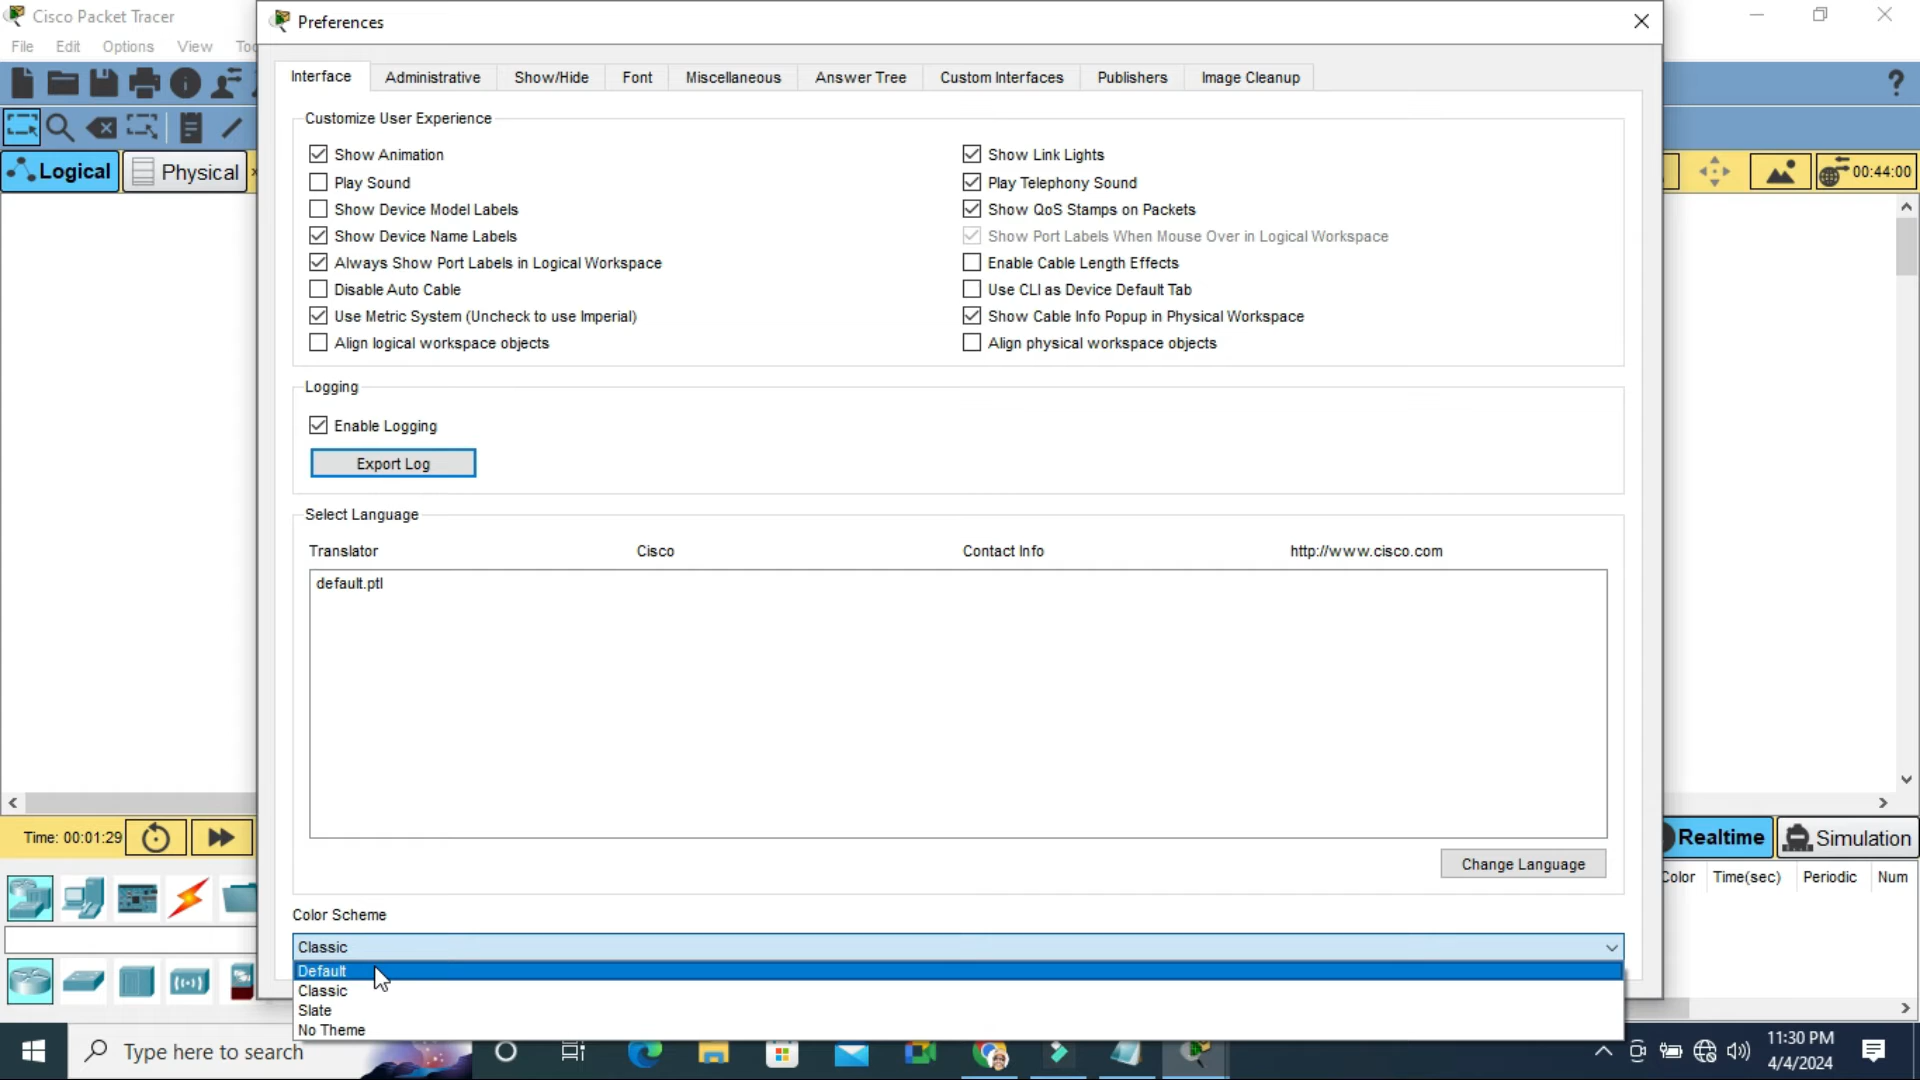 Cisco Packet Tracer
Preferences
File Edit Options View Too
Interface Administrative Show/Hide Font Miscellaneous Answer Tree Custom Interfaces Publishers Image Cleanup
?
Customize User Experience
Show Animation
Show Link Lights
Play Sound
Play Telephony Sound
Logical
Physical
00:44:00
Show Device Model Labels
Show QoS Stamps on Packets
Show Device Name Labels
Show Port Labels When Mouse Over in Logical Workspace
Always Show Port Labels in Logical Workspace
Enable Cable Length Effects
Disable Auto Cable
Use CLI as Device Default Tab
Use Metric System (Uncheck to use Imperial)
Show Cable Info Popup in Physical Workspace
Align logical workspace objects
Align physical workspace objects
Logging
Enable Logging
Export Log
Select Language
Translator Cisco Contact Info http://www.cisco.com
default.ptl
Time: 00:01:29
Realtime
Simulation
Change Language
Color Time(sec) Periodic Num
Color Scheme
Classic
Default
Classic
Slate
No Theme
Type here to search
11:30 PM
4/4/2024